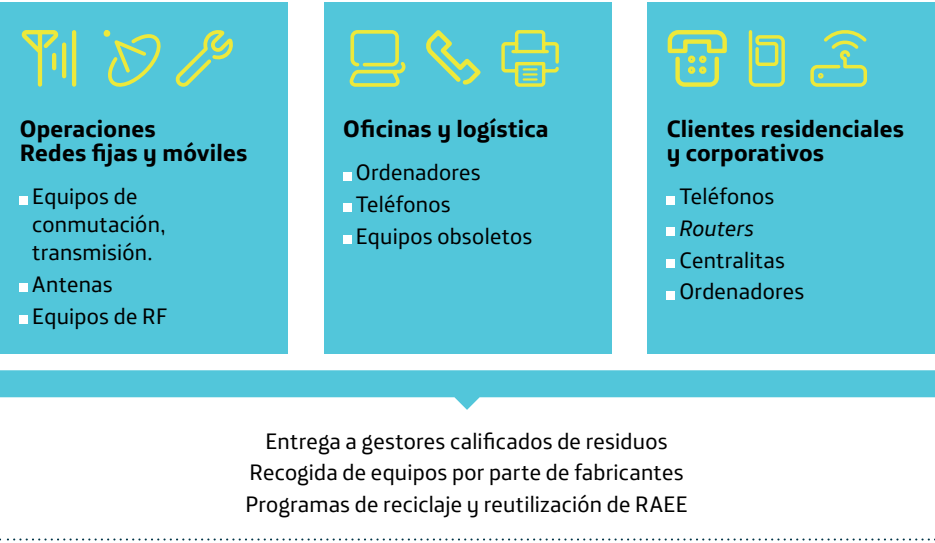 Operaciones
Redes fijas y móviles
Equipos de
conmutación,
transmisión.
Antenas
Equipos de RF
Oficinas y logística
Ordenadores
Teléfonos
Equipos obsoletos
Clientes residenciales
y corporativos
Teléfonos
Routers
Centralitas
Ordenadores
Entrega a gestores calificados de residuos
Recogida de equipos por parte de fabricantes
Programas de reciclaje y reutilización de RAEE